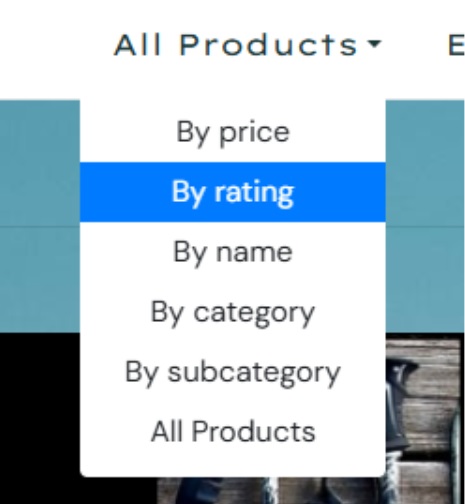 All Products E
By price
By rating
By name
By category
By subcategory
All Products